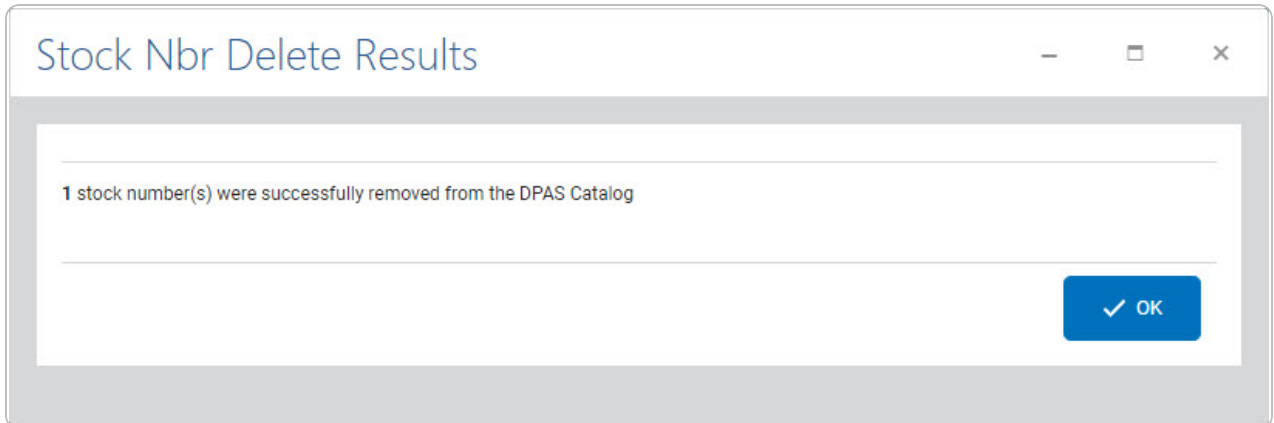 Stock Nbr Delete Results
1 stock number(s) were successfully removed from the DPAS Catalog
OK